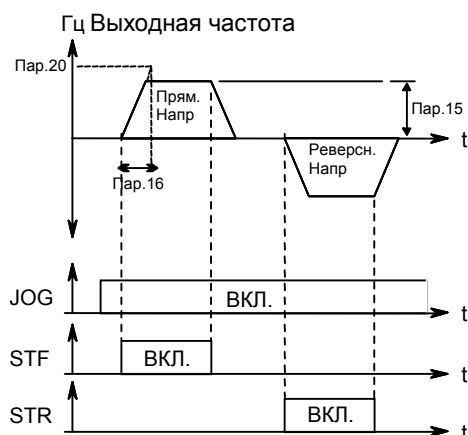 Гц Выходная частота
Пар.20
Прям.
Напр
Пар.15
t
Пар.16
Реверсн.
Напр
JOG
ВКЛ.
t
STF
ВКЛ.
t
STR
ВКЛ.
t